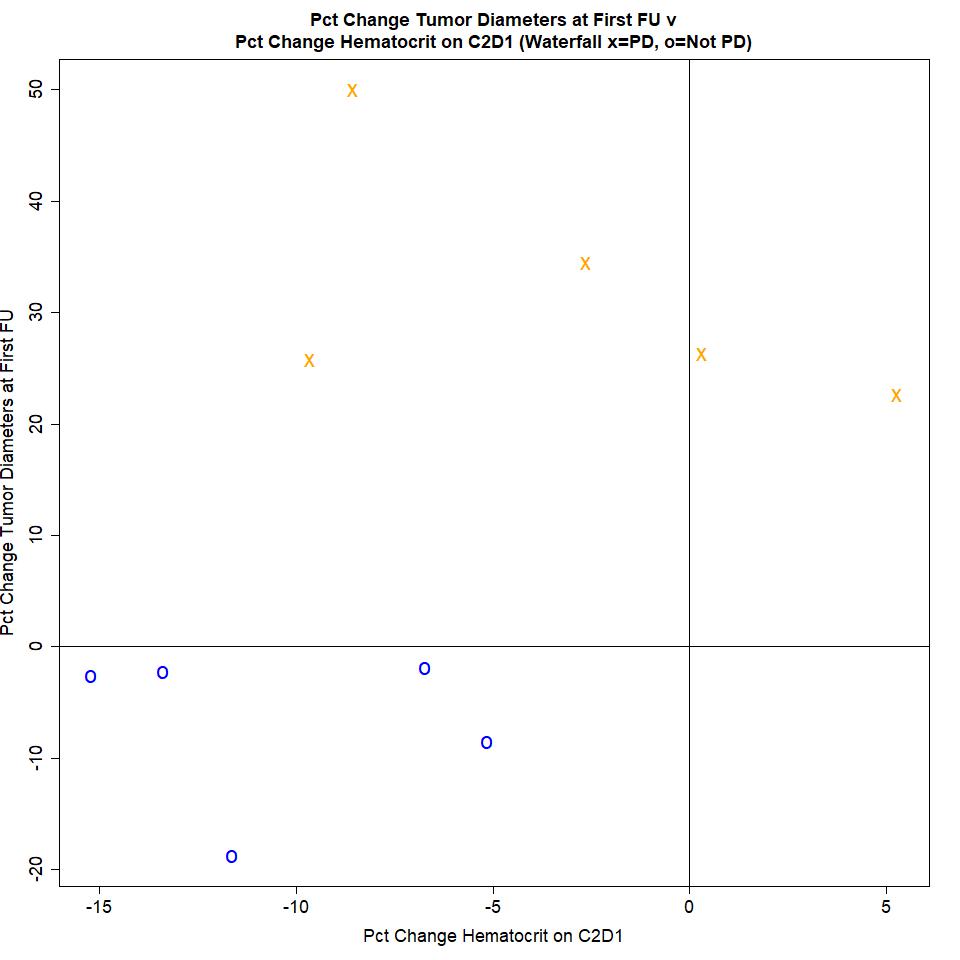 Pct Change Tumor Diameters at First FU v
Pct Change Hematocrit on C2D1 (Waterfall x=PD, o=Not PD)
Pct Change Tumor Diameters at First FU
50
40
30
20
10
0
-10
-20
X
X
X
X
X
O
O
O
O
O
-15
-10
-5
0
5
Pct Change Hematocrit on C2D1